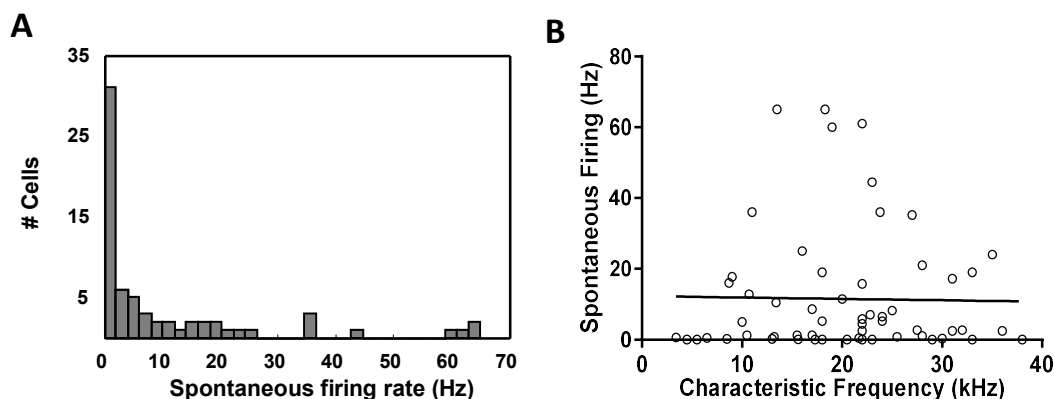 A
35
25
15
5
# Cells
0 10 20 30 40 50 60 70
Spontaneous firing rate (Hz)
B
80
60
40
20
0
Spontaneous Firing (Hz)
0 10 20 30 40
Characteristic Frequency (kHz)